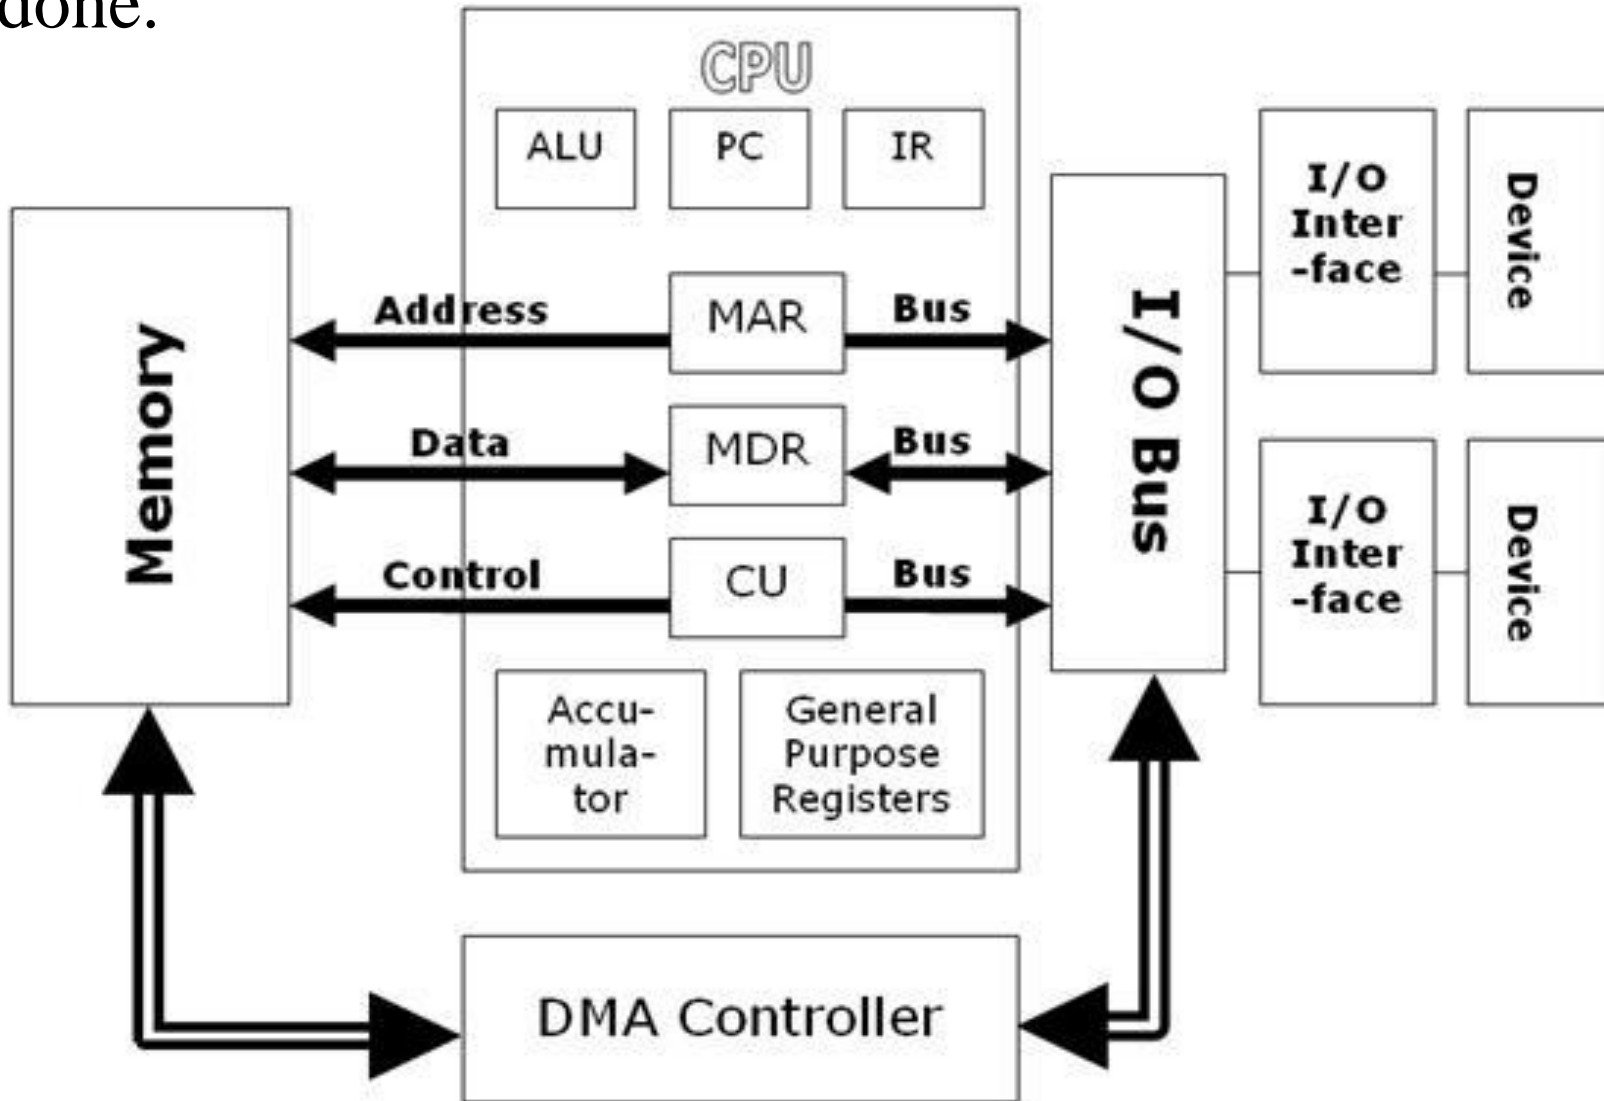 done.
CPU
ALU
PC
IR
Memory
Address
MAR
Bus
Data
MDR
Bus
Control
CU
Bus
Accu-
mula-
tor
General
Purpose
Registers
I/O Bus
I/O
Inter
-face
Device
I/O
Inter
-face
Device
DMA Controller